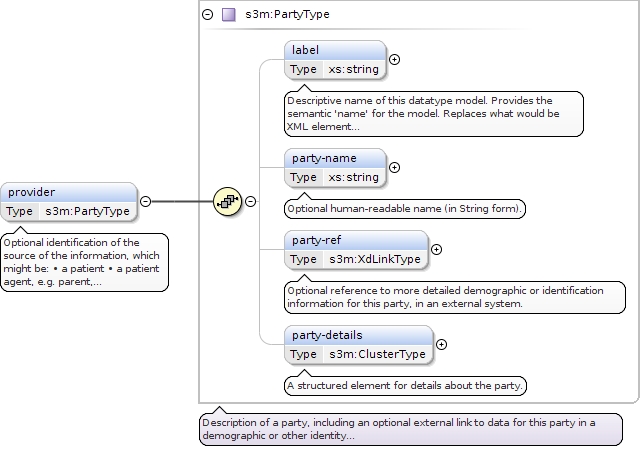 s3m:PartyType
label
Type xs:string
Descriptive name of this datatype model. Provides the
semantic 'name' for the model. Replaces what would be
XML element...
party-name
Type xs:string
Optional human-readable name (in String form).
provider
Type s3m:PartyType
Optional identification of the
source of the information, which
might be: • a patient • a patient
agent, e.g. parent,...
party-ref
Type s3m:XdLinkType
Optional reference to more detailed demographic or identification
information for this party, in an external system.
party-details
Type s3m:ClusterType
A structured element for details about the party.
Description of a party, including an optional external link to data for this party in a
demographic or other identity...